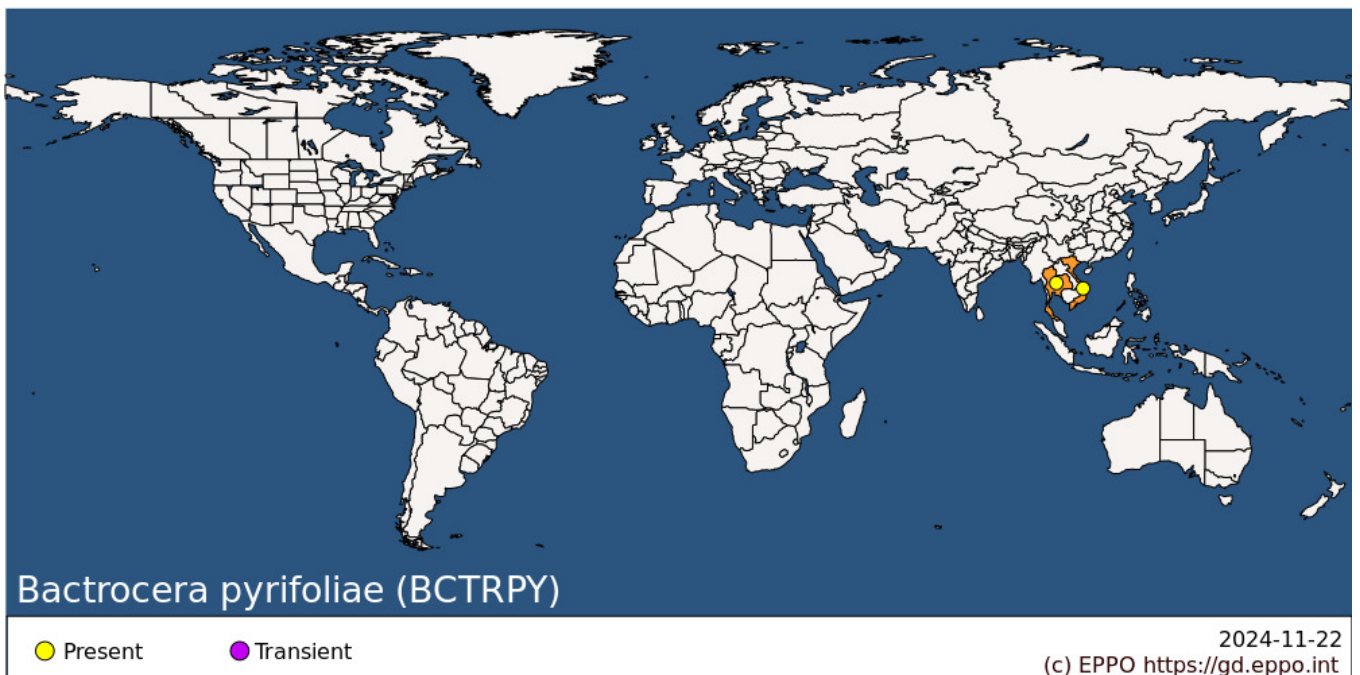 Bactrocera pyrifoliae (BCTRPY)
Present
Transient
2024-11-22
(c) EPPO https://gd.eppo.int